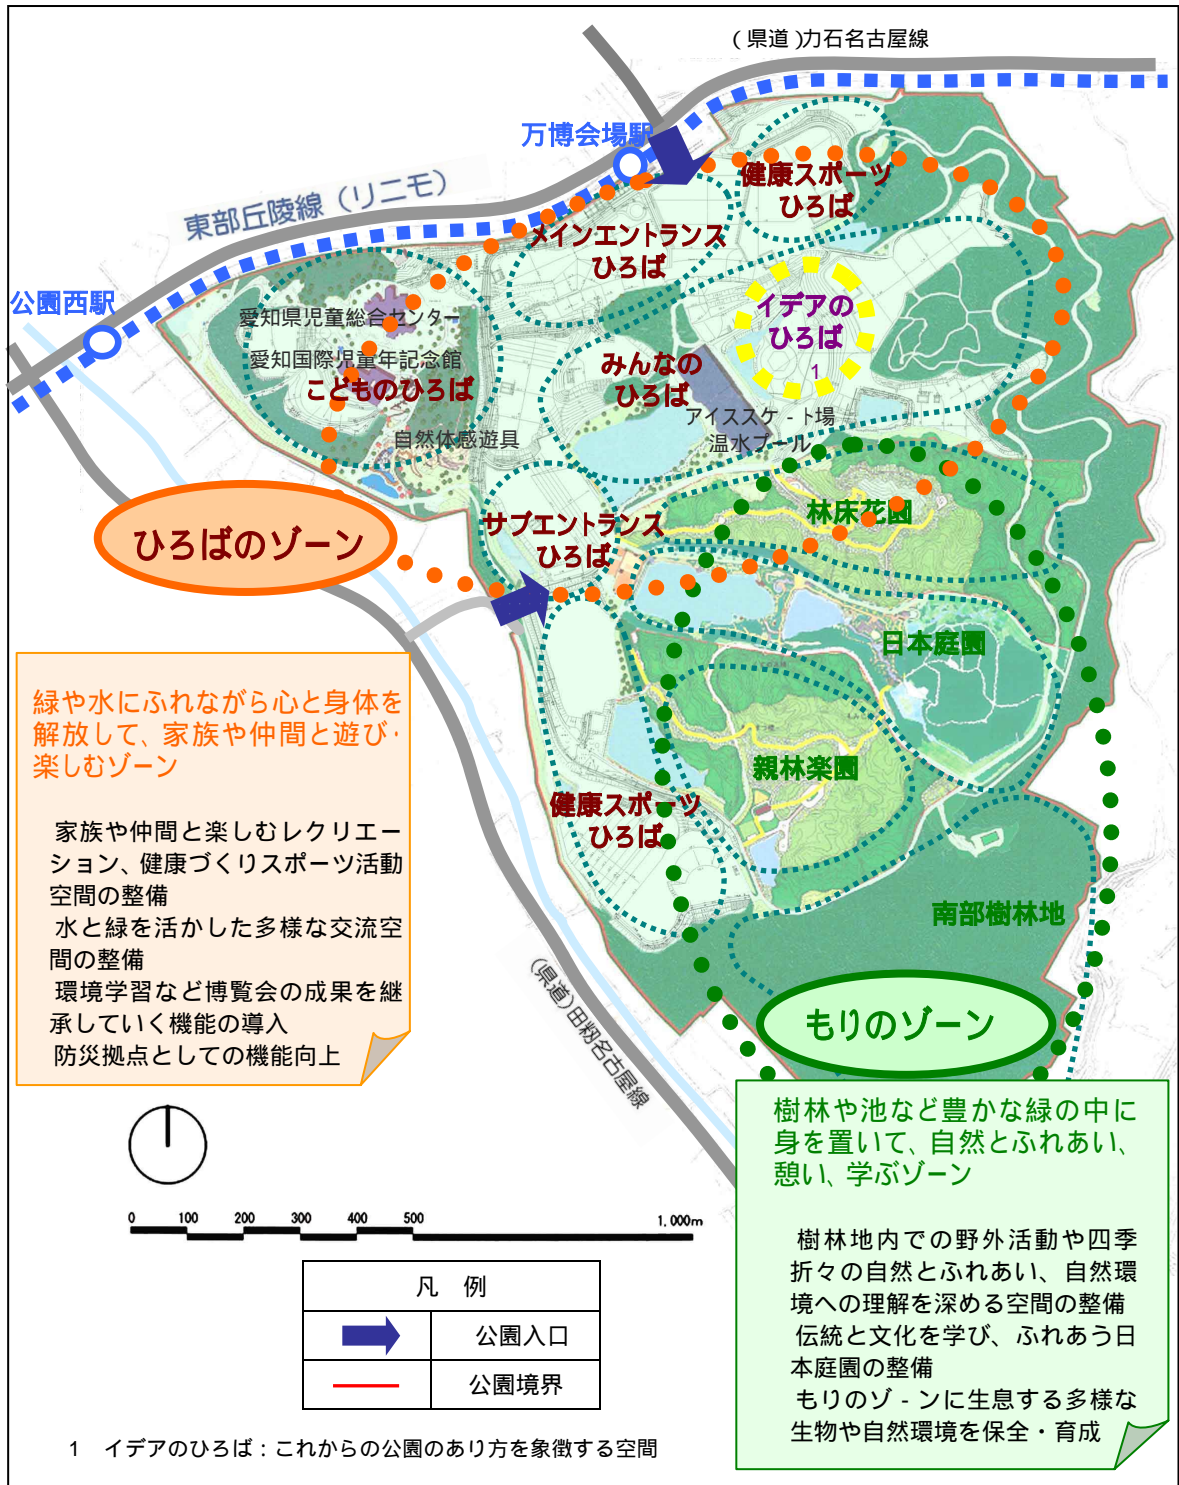 (県道)力石名古屋線
万博会場駅
東部丘陵線（リニモ）
健康スポーツ
ひろば
メインエントランス
ひろば
公園西駅
イデアの
ひろば
1
愛知県児童総合センター
愛知国際児童年記念館
こどものひろば
みんなの
ひろば
アイススケ-ト場
温水プール
自然体感遊具
林床花園
サブエントランス
ひろば
ひろばのゾーン
日本庭園
緑や水にふれながら心と身体を
解放して、家族や仲間と遊び・
楽しむゾーン
家族や仲間と楽しむレクリエー
ション、健康づくりスポーツ活動
空間の整備
水と緑を活かした多様な交流空
間の整備
環境学習など博覧会の成果を継
承していく機能の導入
防災拠点としての機能向上
親林楽園
健康スポーツ
ひろば
南部樹林地
(県道)田籾名古屋線
もりのゾーン
樹林や池など豊かな緑の中に
身を置いて、自然とふれあい、
憩い、学ぶゾーン
樹林地内での野外活動や四季
折々の自然とふれあい、自然環
境への理解を深める空間の整備
伝統と文化を学び、ふれあう日
本庭園の整備
もりのゾ-ンに生息する多様な
生物や自然環境を保全・育成
0 100 200 300 400 500 1,000m
凡 例
公園入口
公園境界
1 イデアのひろば：これからの公園のあり方を象徴する空間